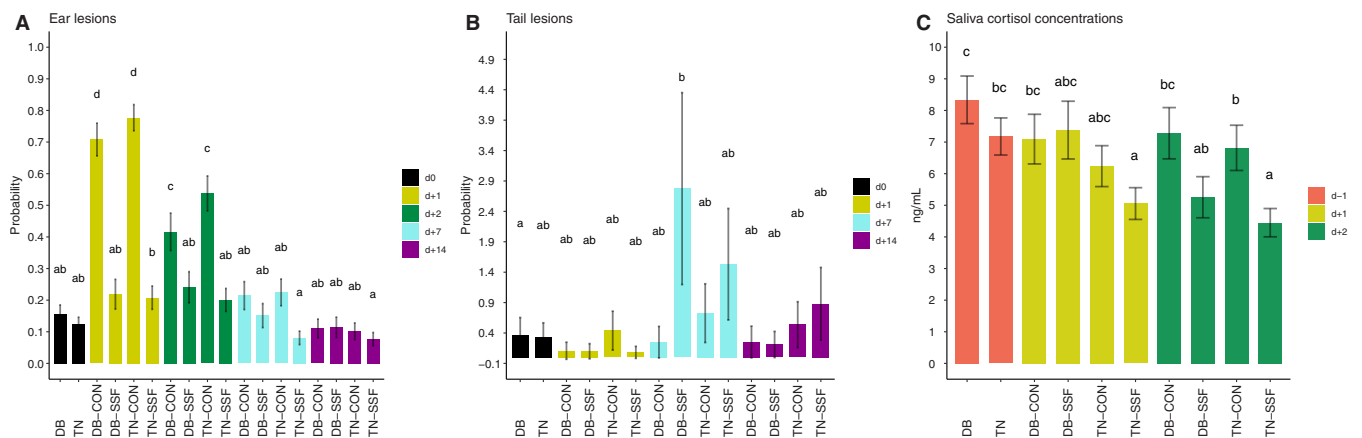 A
Ear lesions
Probability
1.0
0.9
0.8
0.7
0.6
0.5
0.4
0.3
0.2
0.1
0.0
ab
ab
d
ab
d
b
c
ab
c
ab
ab
ab
ab
a
ab
ab
ab
a
DB
TN
DB−CON
DB−SSF
TN−CON
TN−SSF
DB−CON
DB−SSF
TN−CON
TN−SSF
DB−CON
DB−SSF
TN−CON
TN−SSF
DB−CON
DB−SSF
TN−CON
TN−SSF
d0
d+1
d+2
d+7
d+14
B
Tail lesions
Probability
4.9
4.4
3.9
3.4
2.9
2.4
1.9
1.4
0.9
0.4
−0.1
a
ab
ab
ab
ab
ab
ab
b
ab
ab
ab
ab
ab
ab
DB
TN
DB−CON
DB−SSF
TN−CON
TN−SSF
DB−CON
DB−SSF
TN−CON
TN−SSF
DB−CON
DB−SSF
TN−CON
TN−SSF
d0
d+1
d+7
d+14
C
Saliva cortisol concentrations
ng/mL
10
9
8
7
6
5
4
3
2
1
0
c
bc
bc
abc
abc
a
bc
ab
b
a
DB
TN
DB−CON
DB−SSF
TN−CON
TN−SSF
DB−CON
DB−SSF
TN−CON
TN−SSF
d−1
d+1
d+2